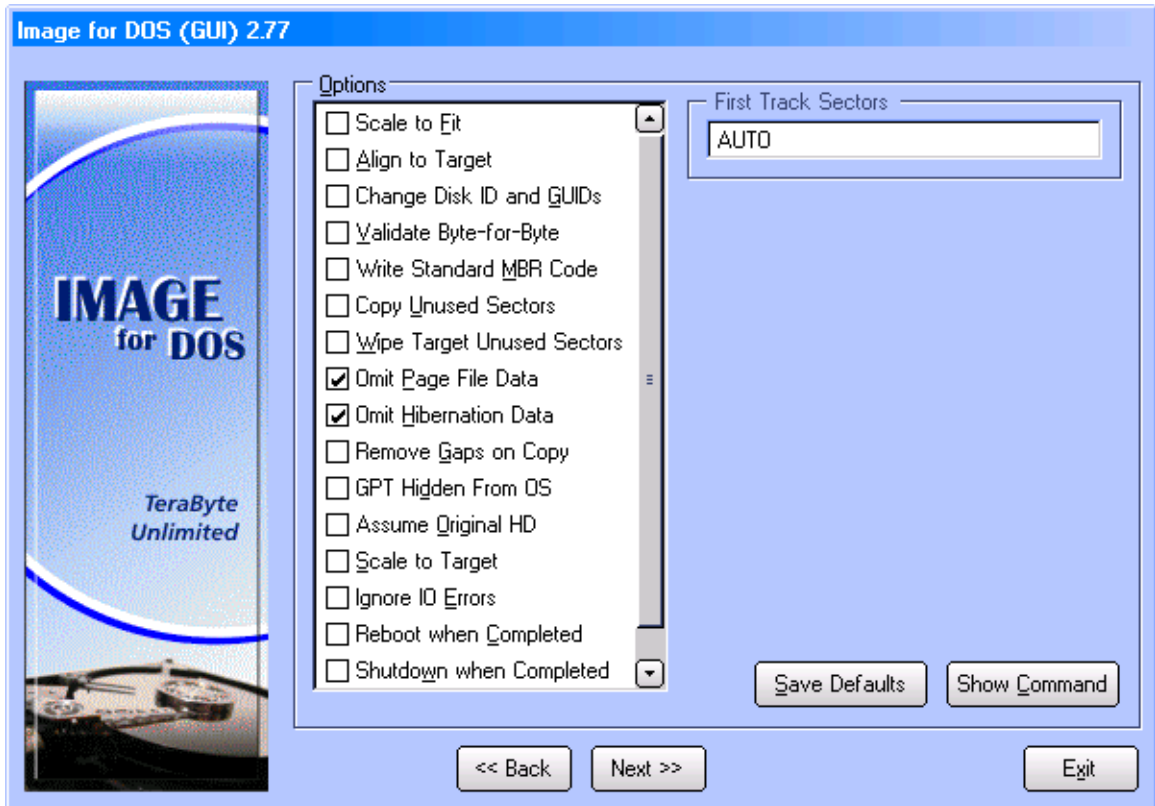 Image for DOS (GUI) 2.77
IMAGE
for DOS
TeraByte
Unlimited
Options
Scale to Fit
Align to Target
Change Disk ID and GUIDs
Validate Byte-for-Byte
Write Standard MBR Code
Copy Unused Sectors
Wipe Target Unused Sectors
Omit Page File Data
Omit Hibernation Data
Remove Gaps on Copy
GPT Hidden From OS
Assume Original HD
Scale to Target
Ignore IO Errors
Reboot when Completed
Shutdown when Completed
First Track Sectors
AUTO
Save Defaults
Show Command
<< Back
Next >>
Exit